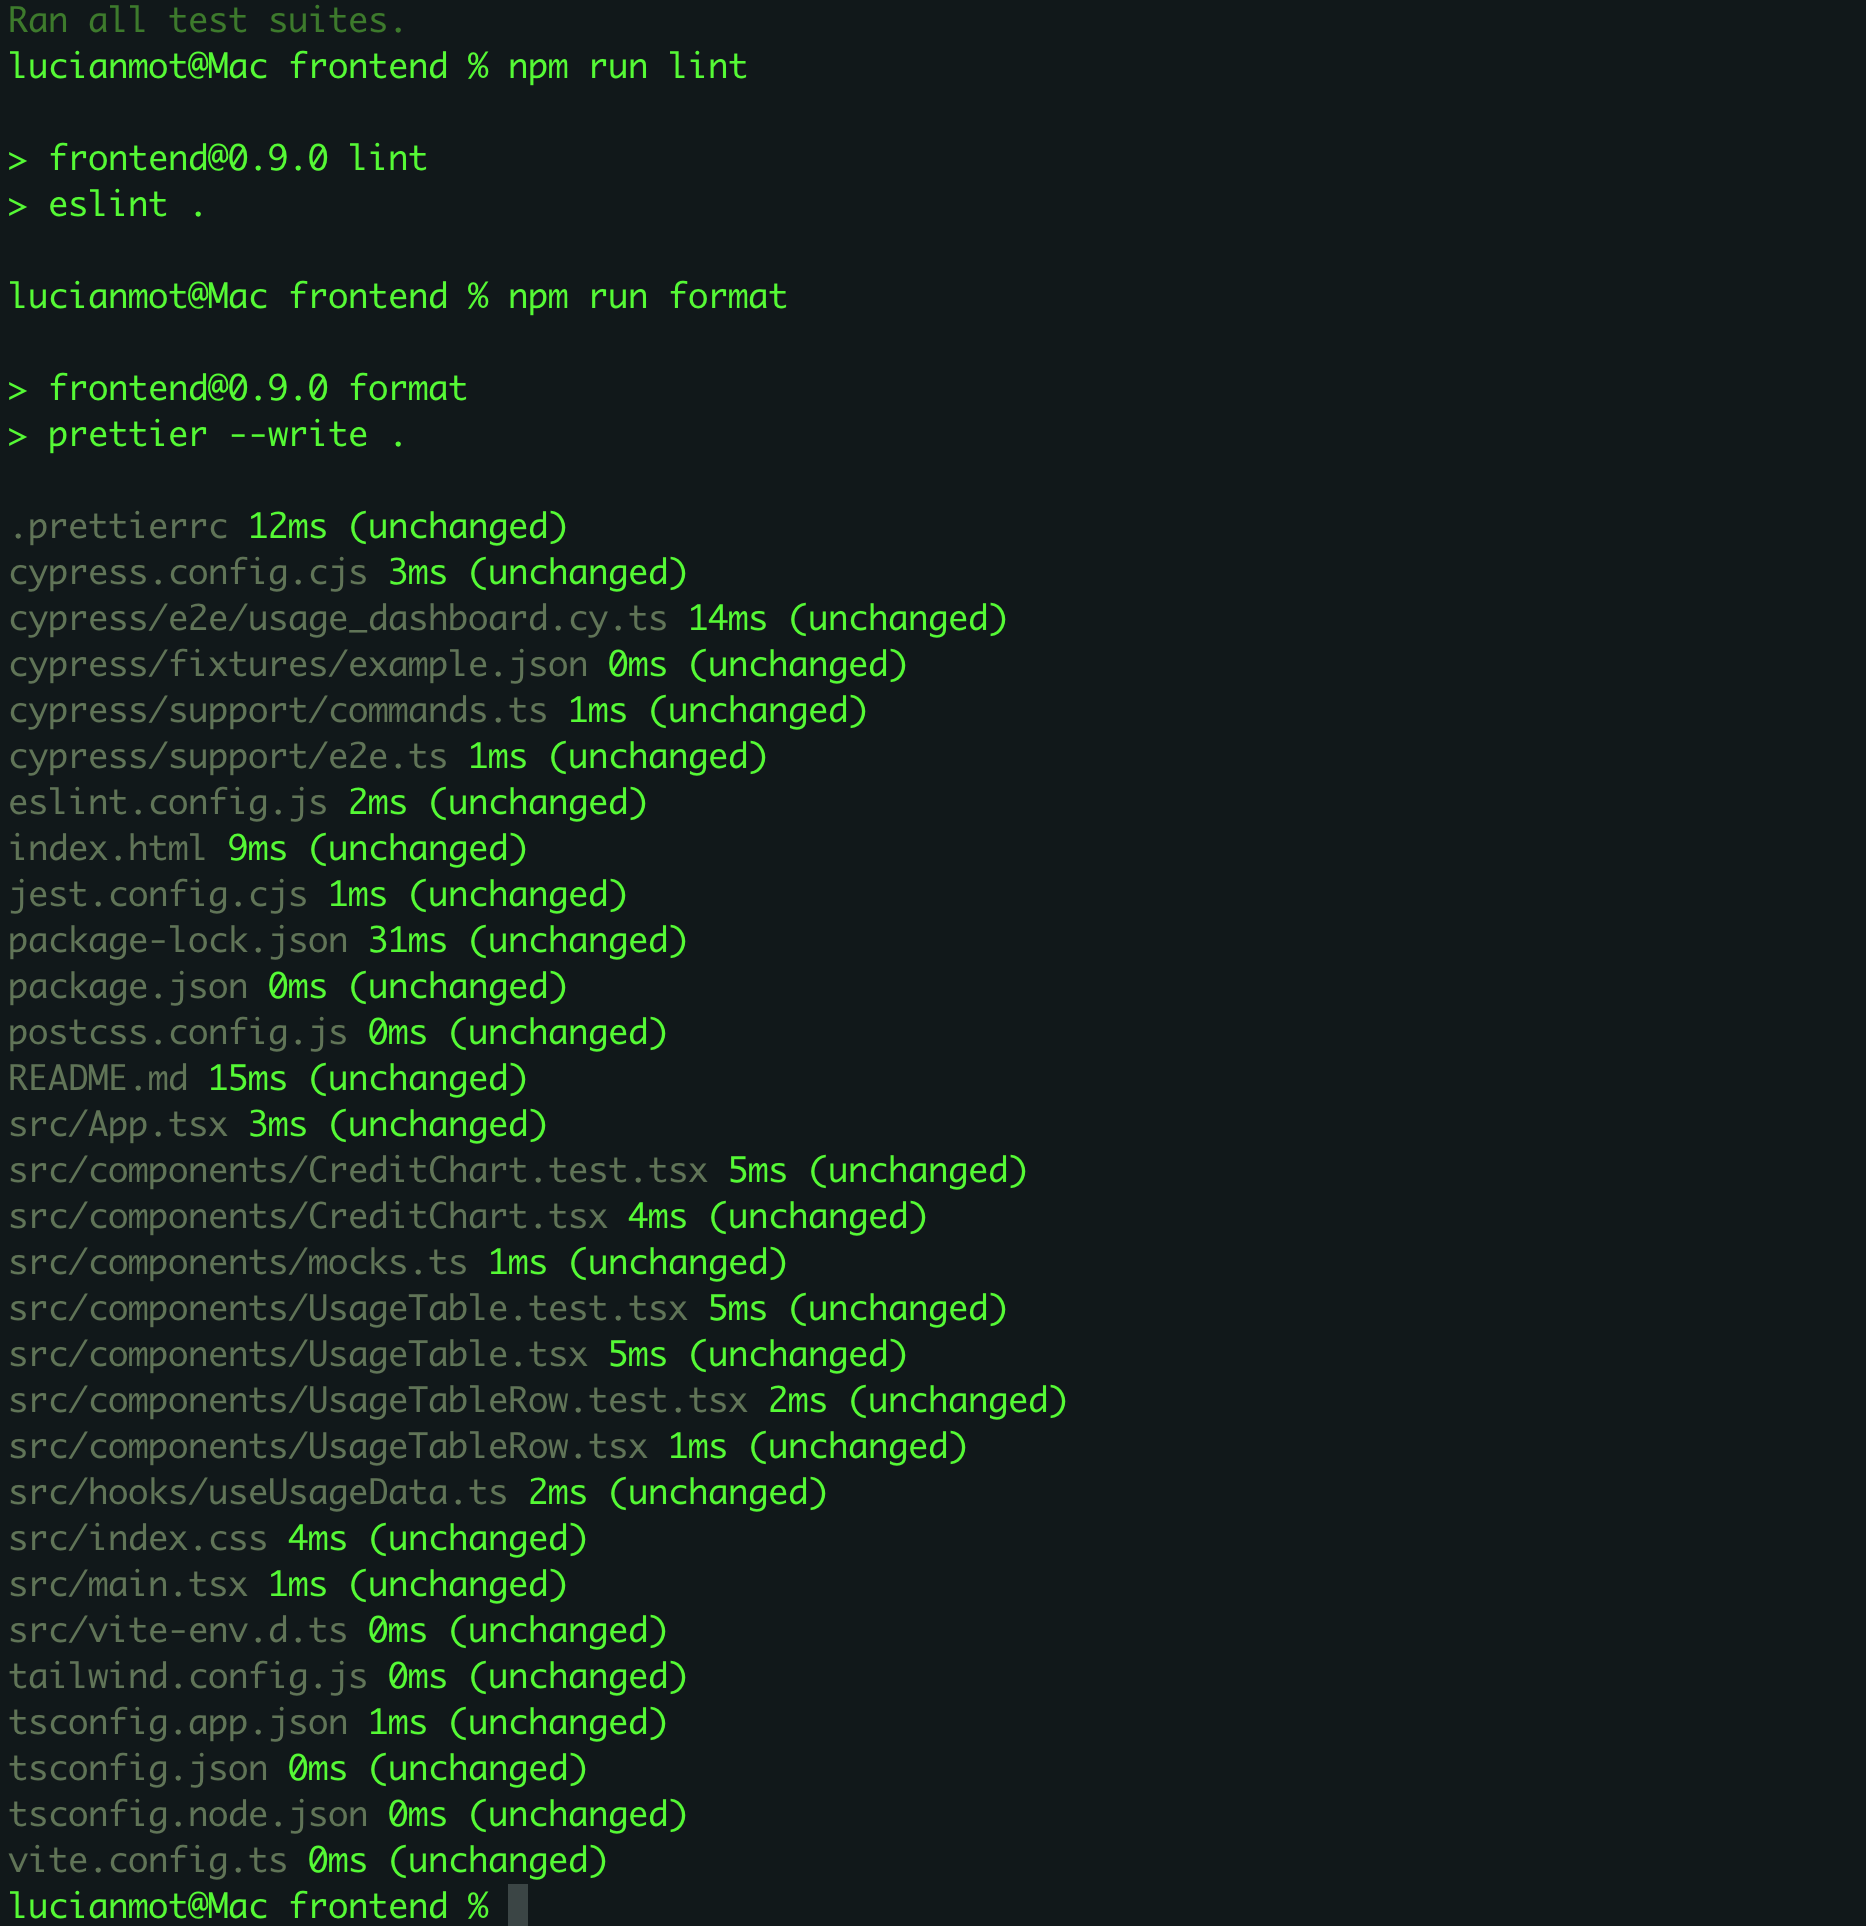 Ran all test suites.
lucianmot@Mac frontend % npm run lint
> frontend@0.9.0 lint
> eslint .
lucianmot@Mac frontend % npm run format
> frontend@0.9.0 format
> prettier --write .
.prettierrc 12ms (unchanged)
cypress.config.cjs 3ms (unchanged)
cypress/e2e/usage_dashboard.cy.ts 14ms (unchanged)
cypress/fixtures/example.json 0ms (unchanged)
cypress/support/commands.ts 1ms (unchanged)
cypress/support/e2e.ts 1ms (unchanged)
eslint.config.js 2ms (unchanged)
index.html 9ms (unchanged)
jest.config.cjs 1ms (unchanged)
package-lock.json 31ms (unchanged)
package.json 0ms (unchanged)
postcss.config.js 0ms (unchanged)
README.md 15ms (unchanged)
src/App.tsx 3ms (unchanged)
src/components/CreditChart.test.tsx 5ms (unchanged)
src/components/CreditChart.tsx 4ms (unchanged)
src/components/mocks.ts 1ms (unchanged)
src/components/UsageTable.test.tsx 5ms (unchanged)
src/components/UsageTable.tsx 5ms (unchanged)
src/components/UsageTableRow.test.tsx 2ms (unchanged)
src/components/UsageTableRow.tsx 1ms (unchanged)
src/hooks/useUsageData.ts 2ms (unchanged)
src/index.css 4ms (unchanged)
src/main.tsx 1ms (unchanged)
src/vite-env.d.ts 0ms (unchanged)
tailwind.config.js 0ms (unchanged)
tsconfig.app.json 1ms (unchanged)
tsconfig.json 0ms (unchanged)
tsconfig.node.json 0ms (unchanged)
vite.config.ts 0ms (unchanged)
lucianmot@Mac frontend %